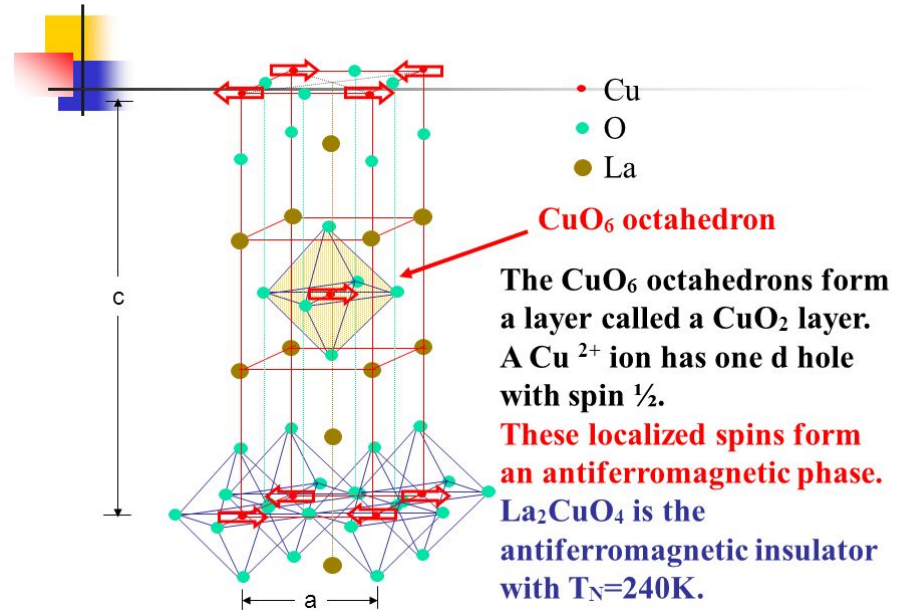 Cu
O
La
CuO₆ octahedron
c
The CuO₆ octahedrons form
a layer called a CuO₂ layer.
A Cu ²⁺ ion has one d hole
with spin ½.
These localized spins form
an antiferromagnetic phase.
La₂CuO₄ is the
antiferromagnetic insulator
with T_N=240K.
a